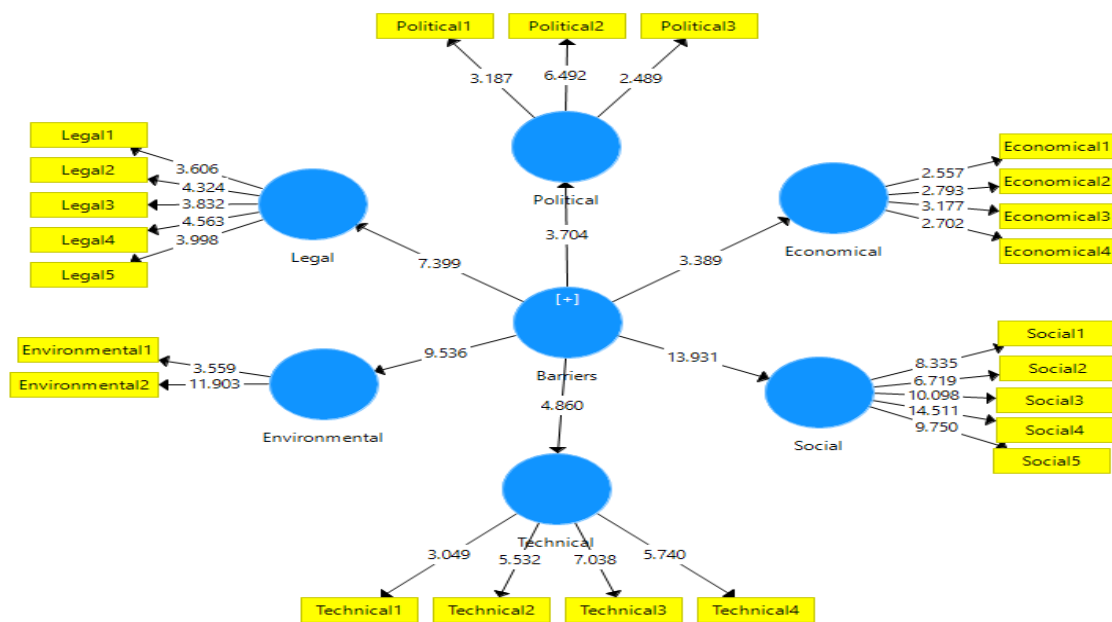 Political1
Political2
Political3
3.187
6.492
2.489
Political
3.704
Legal1
Legal2
Legal3
Legal4
Legal5
3.606
4.324
3.832
4.563
3.998
Legal
7.399
Economical1
Economical2
Economical3
Economical4
2.557
2.793
3.177
2.702
Economical
3.389
[+]
Barriers
Environmental1
Environmental2
3.559
11.903
Environmental
9.536
13.931
Social1
Social2
Social3
Social4
Social5
8.335
6.719
10.098
14.511
9.750
Social
4.860
Technical
3.049
5.532
7.038
5.740
Technical1
Technical2
Technical3
Technical4